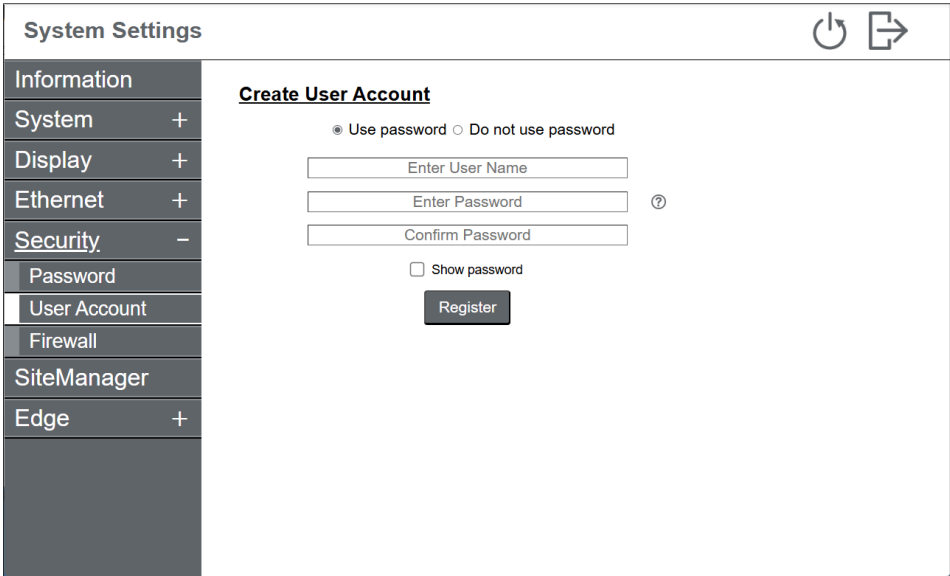 System Settings
Information
System +
Display +
Ethernet +
Security −
Password
User Account
Firewall
SiteManager
Edge +
Create User Account
Use password Do not use password
Enter User Name
Enter Password ?
Confirm Password
Show password
Register